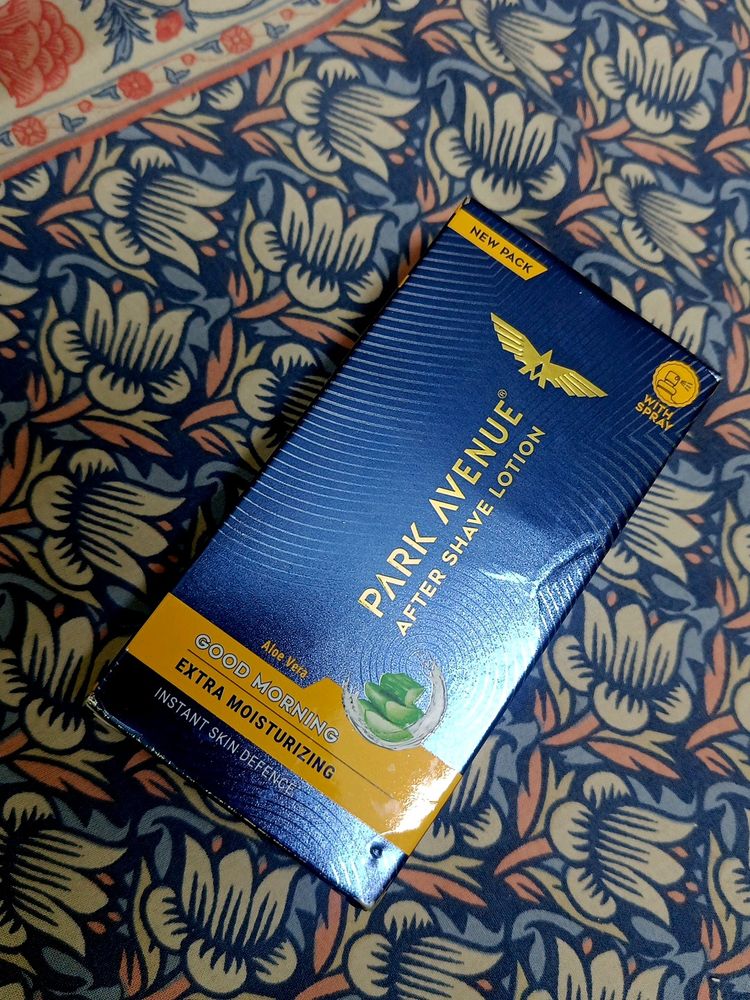 NEW PACK
WITH
SPRAY
PARK AVENUE®
AFTER SHAVE LOTION
Aloe Vera
GOOD MORNING
EXTRA MOISTURIZING
INSTANT SKIN DEFENCE